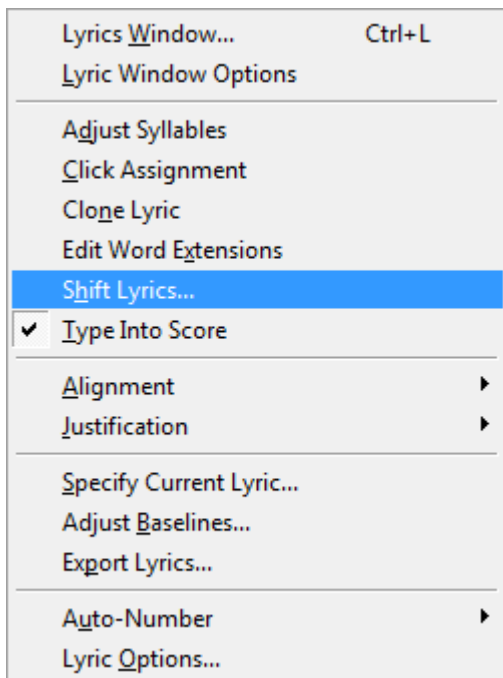 Lyrics Window... Ctrl+L
Lyric Window Options
Adjust Syllables
Click Assignment
Clone Lyric
Edit Word Extensions
Shift Lyrics...
Type Into Score
Alignment
Justification
Specify Current Lyric...
Adjust Baselines...
Export Lyrics...
Auto-Number
Lyric Options...